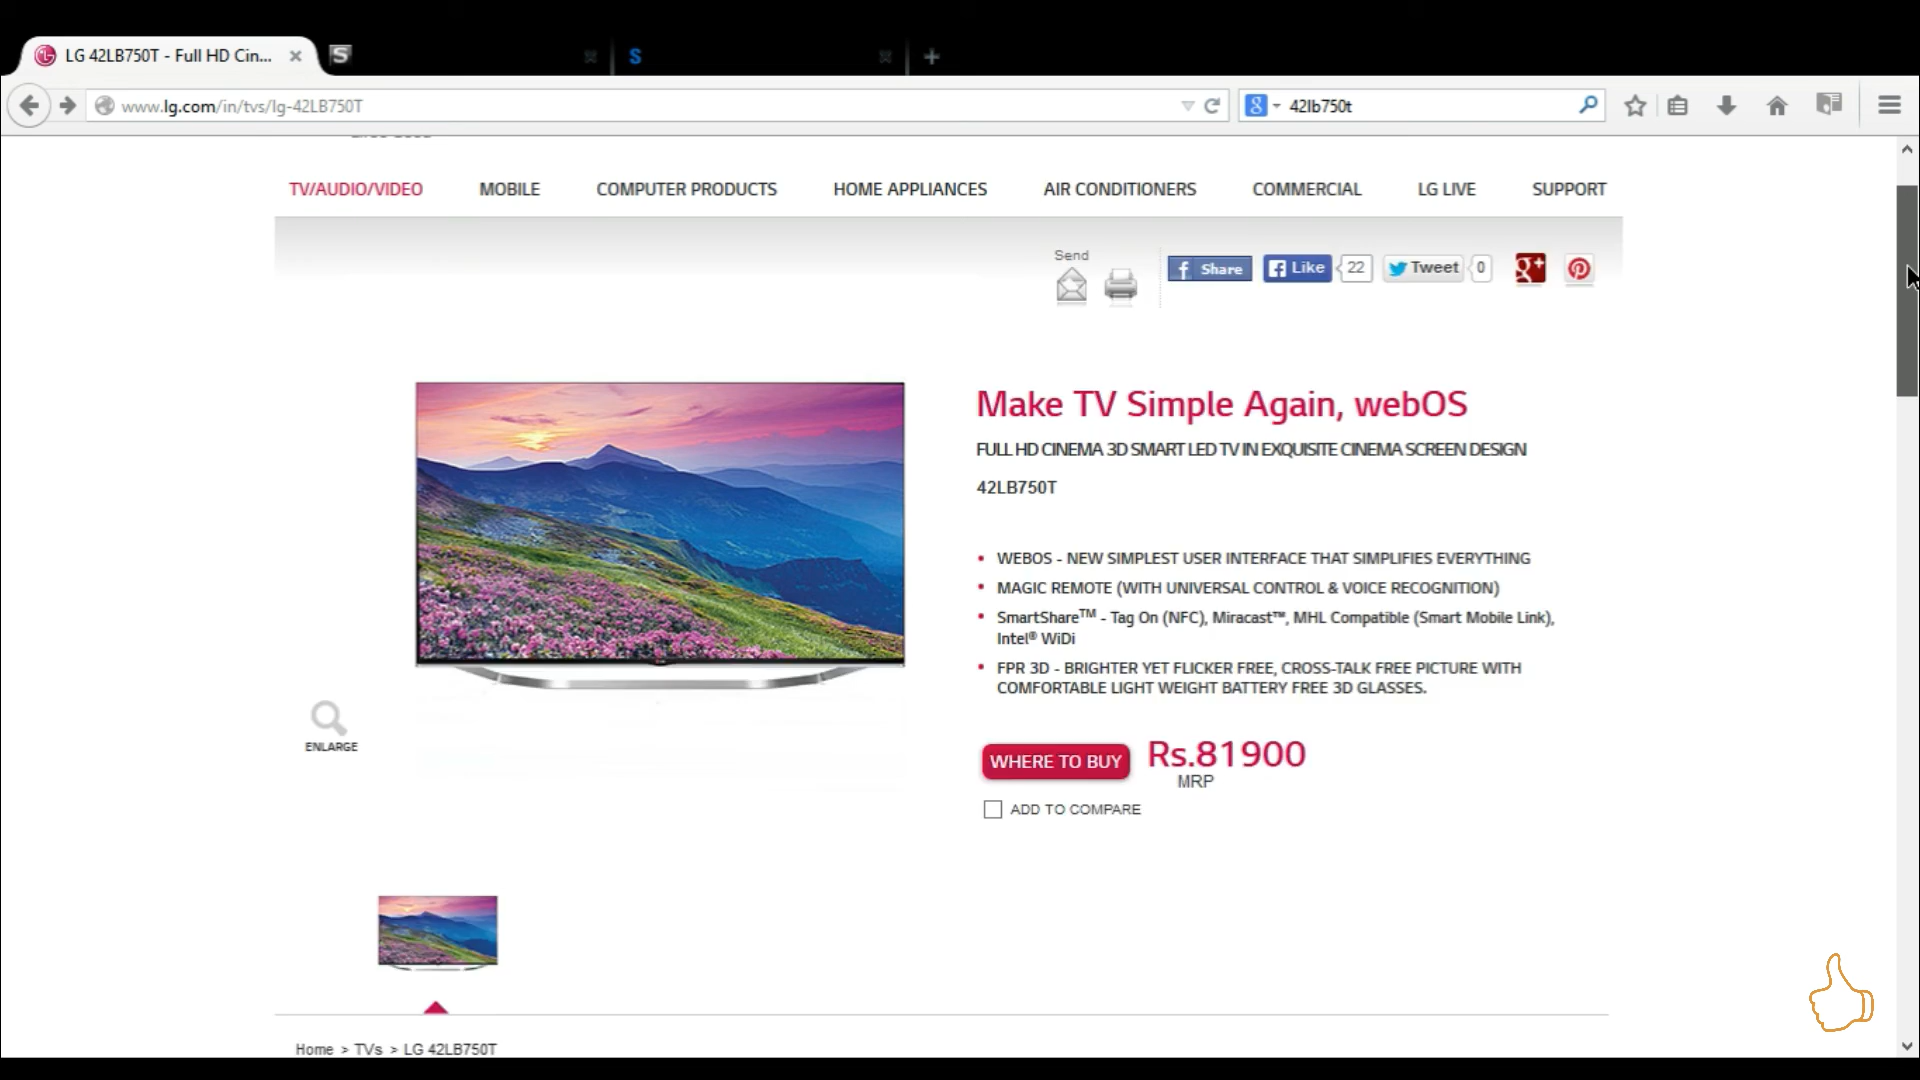 LG 42LB750T - Full HD Cin...
S
S
www.lg.com/in/tvs/lg-42LB750T
8
42lb750t
TV/AUDIO/VIDEO
MOBILE
COMPUTER PRODUCTS
HOME APPLIANCES
AIR CONDITIONERS
COMMERCIAL
LG LIVE
SUPPORT
Send
f Share
Like
22
Tweet
0
g+
Make TV Simple Again, webOS
FULL HD CINEMA 3D SMART LED TV IN EXQUISITE CINEMA SCREEN DESIGN
42LB750T
• WEBOS - NEW SIMPLEST USER INTERFACE THAT SIMPLIFIES EVERYTHING
• MAGIC REMOTE (WITH UNIVERSAL CONTROL & VOICE RECOGNITION)
• SmartShareTM - Tag On (NFC), Miracast™, MHL Compatible (Smart Mobile Link),
Intel® WiDi
• FPR 3D - BRIGHTER YET FLICKER FREE, CROSS-TALK FREE PICTURE WITH
COMFORTABLE LIGHT WEIGHT BATTERY FREE 3D GLASSES.
ENLARGE
WHERE TO BUY
Rs.81900
MRP
ADD TO COMPARE
Home > TVs > LG 42LB750T